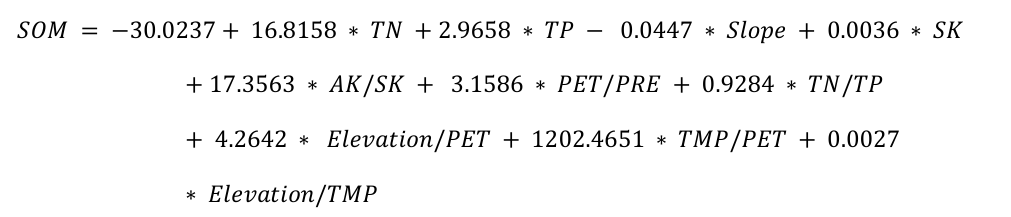 SOM = −30.0237 + 16.8158 * TN + 2.9658 * TP − 0.0447 * Slope + 0.0036 * SK
+ 17.3563 * AK/SK + 3.1586 * PET/PRE + 0.9284 * TN/TP
+ 4.2642 * Elevation/PET + 1202.4651 * TMP/PET + 0.0027
* Elevation/TMP